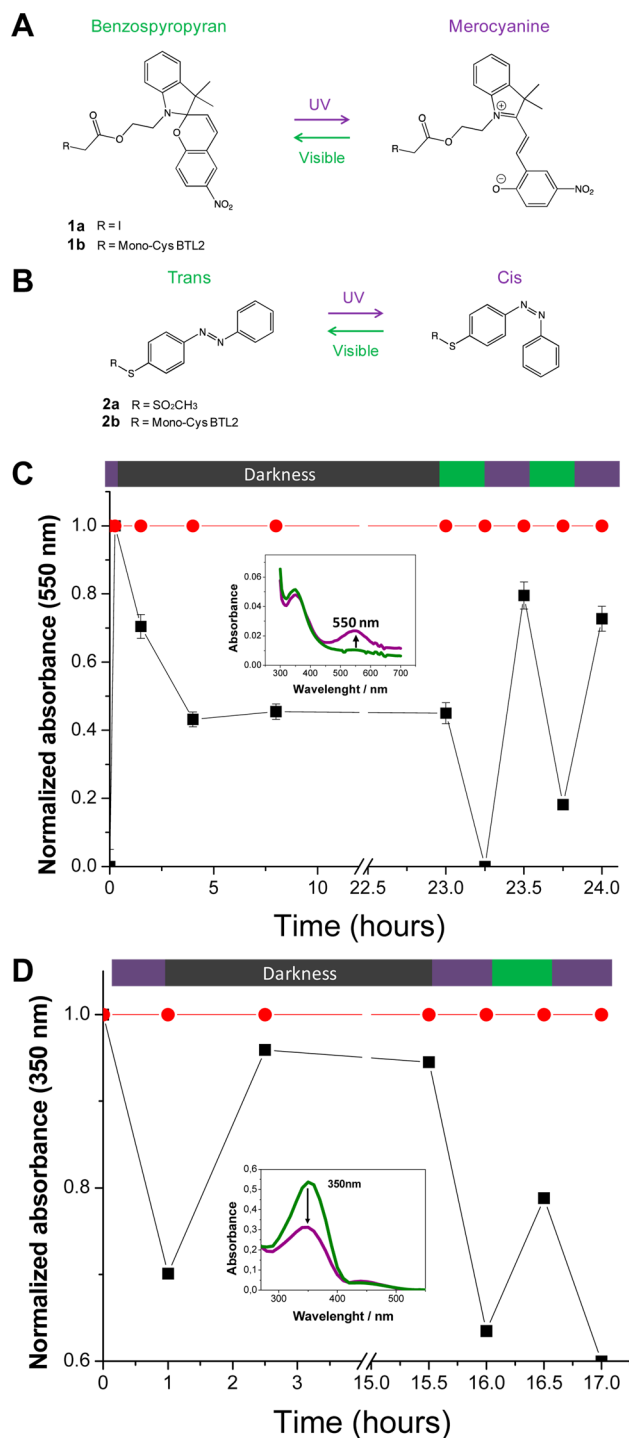 A
Benzospyropyran
Merocyanine
UV
Visible
N
O
O
R
O
NO₂
N
⊕
O
O
R
⊖
O
NO₂
1a R = I
1b R = Mono-Cys BTL2
B
Trans
Cis
UV
Visible
R
S
N
N
R
S
N
N
2a R = SO₂CH₃
2b R = Mono-Cys BTL2
C
Darkness
Normalized absorbance (550 nm)
1.0
0.8
0.6
0.4
0.2
0.0
Absorbance
0.06
0.04
0.02
0.00
550 nm
300 400 500 600 700
Wavelenght / nm
0 5 10 22.5 23.0 23.5 24.0
Time (hours)
D
Darkness
Normalized absorbance (350 nm)
1.0
0.8
0.6
Absorbance
0,6
0,5
0,4
0,3
0,2
0,1
0,0
350nm
300 400 500
Wavelenght / nm
0 1 2 3 15.0 15.5 16.0 16.5 17.0
Time (hours)